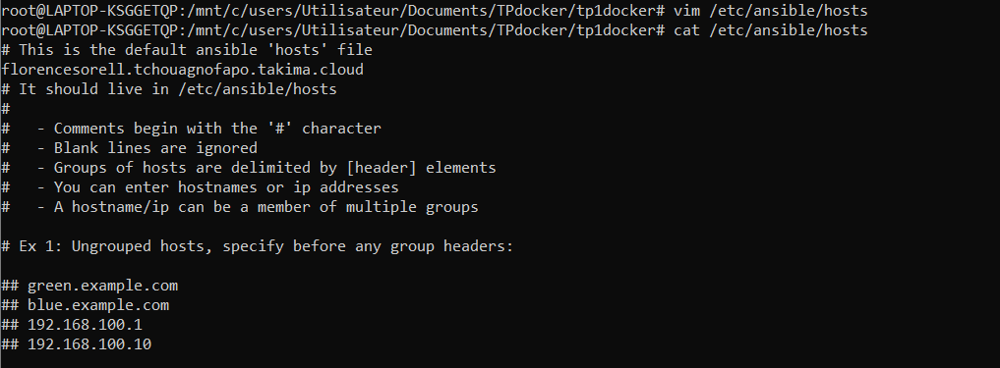 root@LAPTOP-KSGGETQP:/mnt/c/users/Utilisateur/Documents/TPdocker/tp1docker# vim /etc/ansible/hosts
root@LAPTOP-KSGGETQP:/mnt/c/users/Utilisateur/Documents/TPdocker/tp1docker# cat /etc/ansible/hosts
# This is the default ansible 'hosts' file
florencesorell.tchouagnofapo.takima.cloud
# It should live in /etc/ansible/hosts
#
#   - Comments begin with the '#' character
#   - Blank lines are ignored
#   - Groups of hosts are delimited by [header] elements
#   - You can enter hostnames or ip addresses
#   - A hostname/ip can be a member of multiple groups

# Ex 1: Ungrouped hosts, specify before any group headers:

## green.example.com
## blue.example.com
## 192.168.100.1
## 192.168.100.10